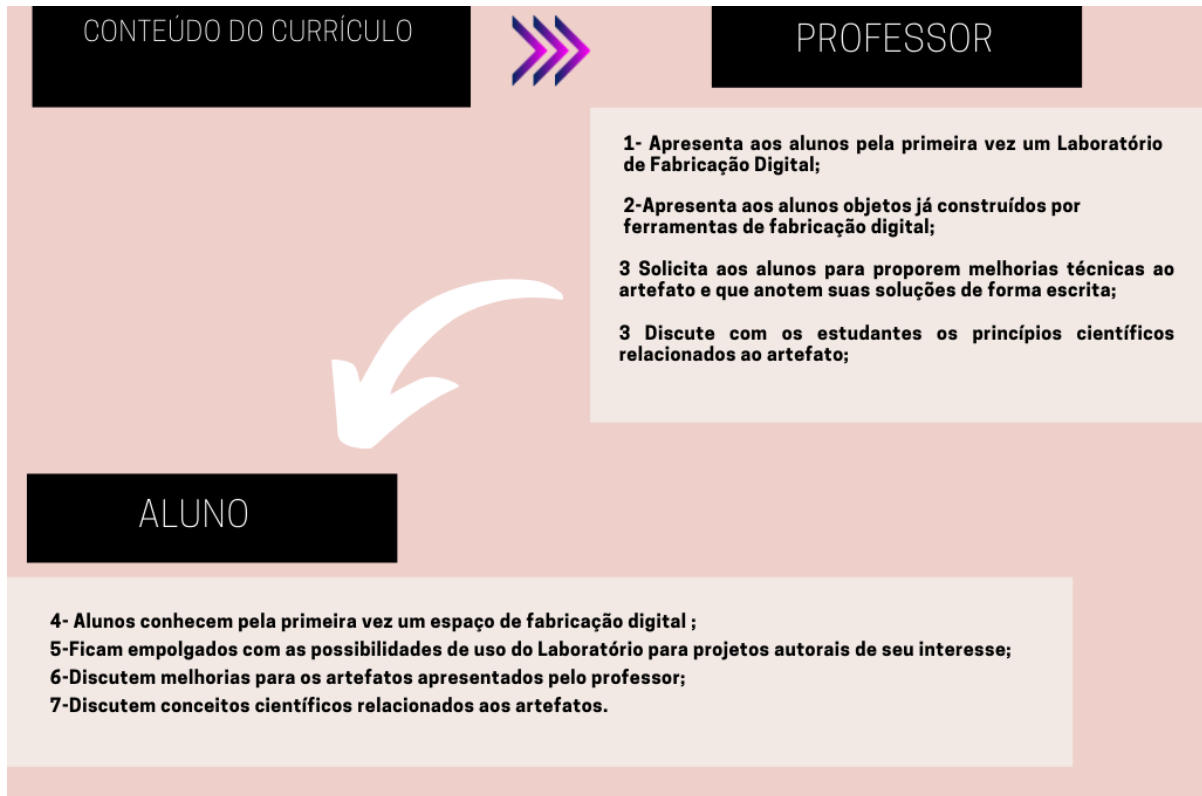 CONTEÚDO DO CURRÍCULO
PROFESSOR
1- Apresenta aos alunos pela primeira vez um Laboratório
de Fabricação Digital;
2-Apresenta aos alunos objetos já construídos por
ferramentas de fabricação digital;
3 Solicita aos alunos para proporem melhorias técnicas ao
artefato e que anotem suas soluções de forma escrita;
3 Discute com os estudantes os princípios científicos
relacionados ao artefato;
ALUNO
4- Alunos conhecem pela primeira vez um espaço de fabricação digital ;
5-Ficam empolgados com as possibilidades de uso do Laboratório para projetos autorais de seu interesse;
6-Discutem melhorias para os artefatos apresentados pelo professor;
7-Discutem conceitos científicos relacionados aos artefatos.